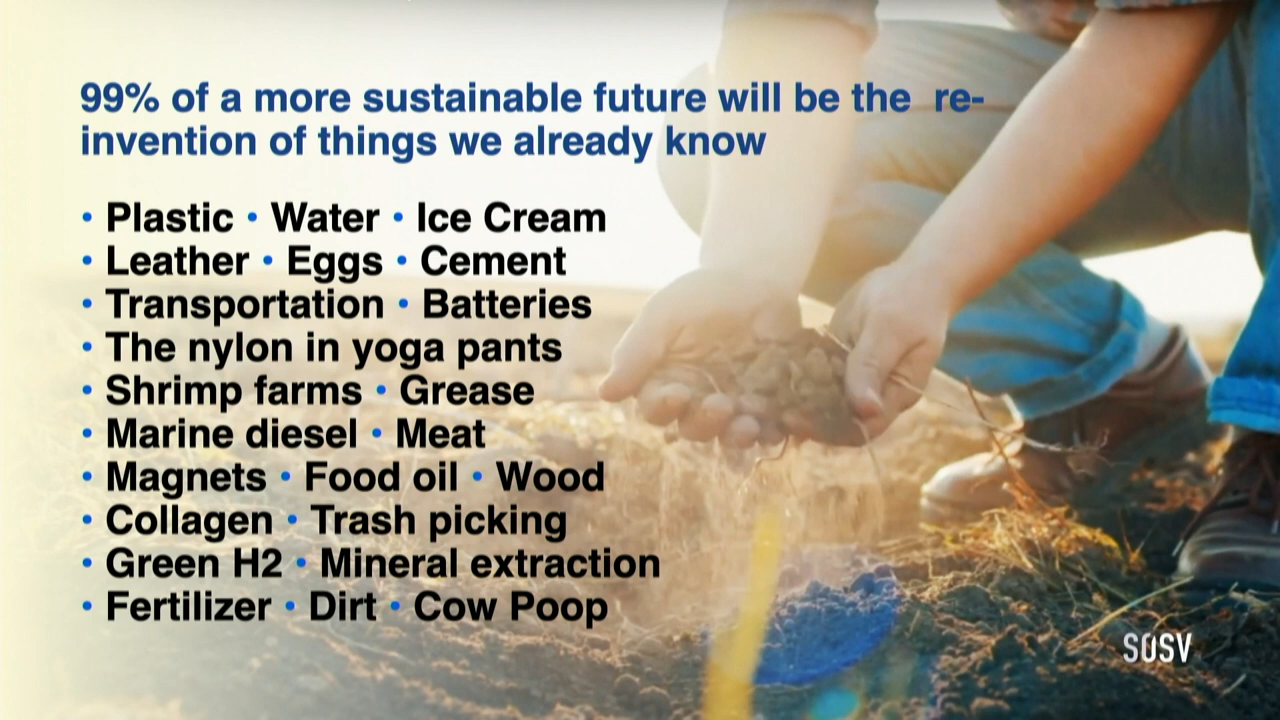 99% of a more sustainable future will be the re-
invention of things we already know
• Plastic • Water • Ice Cream
• Leather • Eggs • Cement
• Transportation • Batteries
• The nylon in yoga pants
• Shrimp farms • Grease
• Marine diesel • Meat
• Magnets • Food oil • Wood
• Collagen • Trash picking
• Green H2 • Mineral extraction
• Fertilizer • Dirt • Cow Poop
SOSV